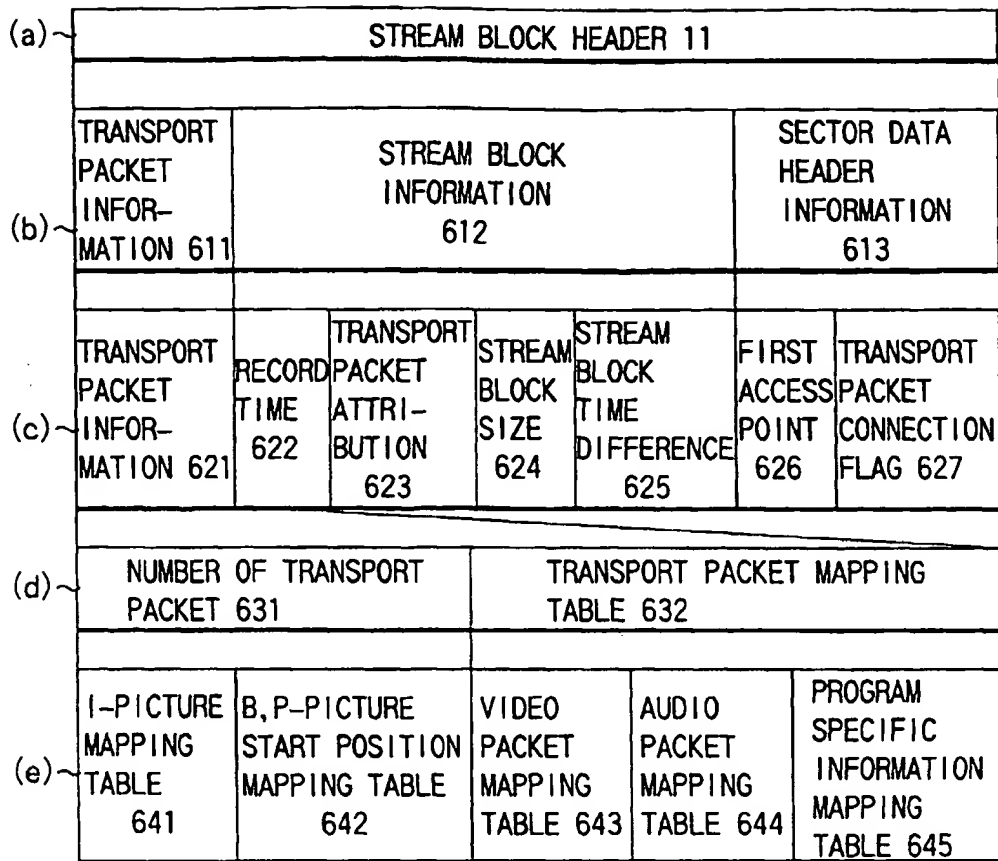 (a)
STREAM BLOCK HEADER 11
(b)
TRANSPORT
PACKET
INFOR-
MATION 611
STREAM BLOCK
INFORMATION
612
SECTOR DATA
HEADER
INFORMATION
613
(c)
TRANSPORT
PACKET
INFOR-
MATION 621
RECORD
TIME
622
TRANSPORT
PACKET
ATTRI-
BUTION
623
STREAM
BLOCK
SIZE
624
STREAM
BLOCK
TIME
DIFFERENCE
625
FIRST
ACCESS
POINT
626
TRANSPORT
PACKET
CONNECTION
FLAG 627
(d)
NUMBER OF TRANSPORT
PACKET 631
TRANSPORT PACKET MAPPING
TABLE 632
(e)
I-PICTURE
MAPPING
TABLE
641
B,P-PICTURE
START POSITION
MAPPING TABLE
642
VIDEO
PACKET
MAPPING
TABLE 643
AUDIO
PACKET
MAPPING
TABLE 644
PROGRAM
SPECIFIC
INFORMATION
MAPPING
TABLE 645